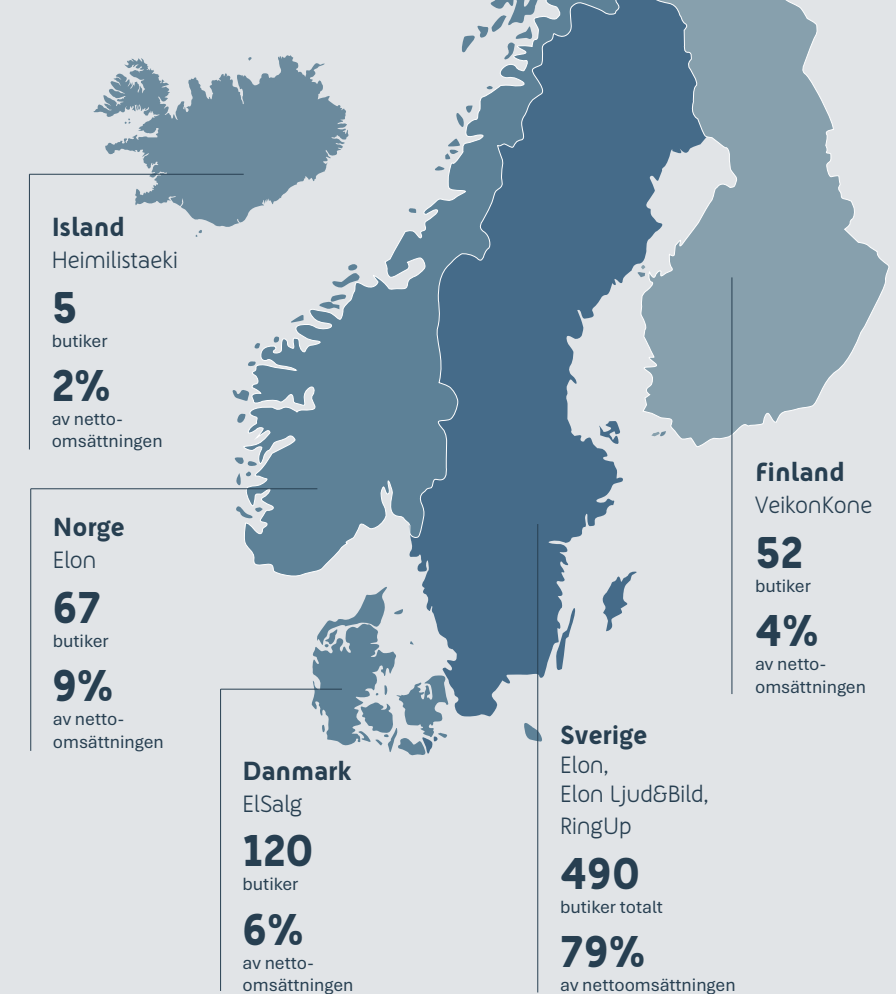 Island
Heimilistaeki
5
butiker
2%
av netto-
omsättningen
Norge
Elon
67
butiker
9%
av netto-
omsättningen
Danmark
ElSalg
120
butiker
6%
av netto-
omsättningen
Sverige
Elon,
Elon Ljud&Bild,
RingUp
490
butiker totalt
79%
av nettoomsättningen
Finland
VeikonKone
52
butiker
4%
av netto-
omsättningen